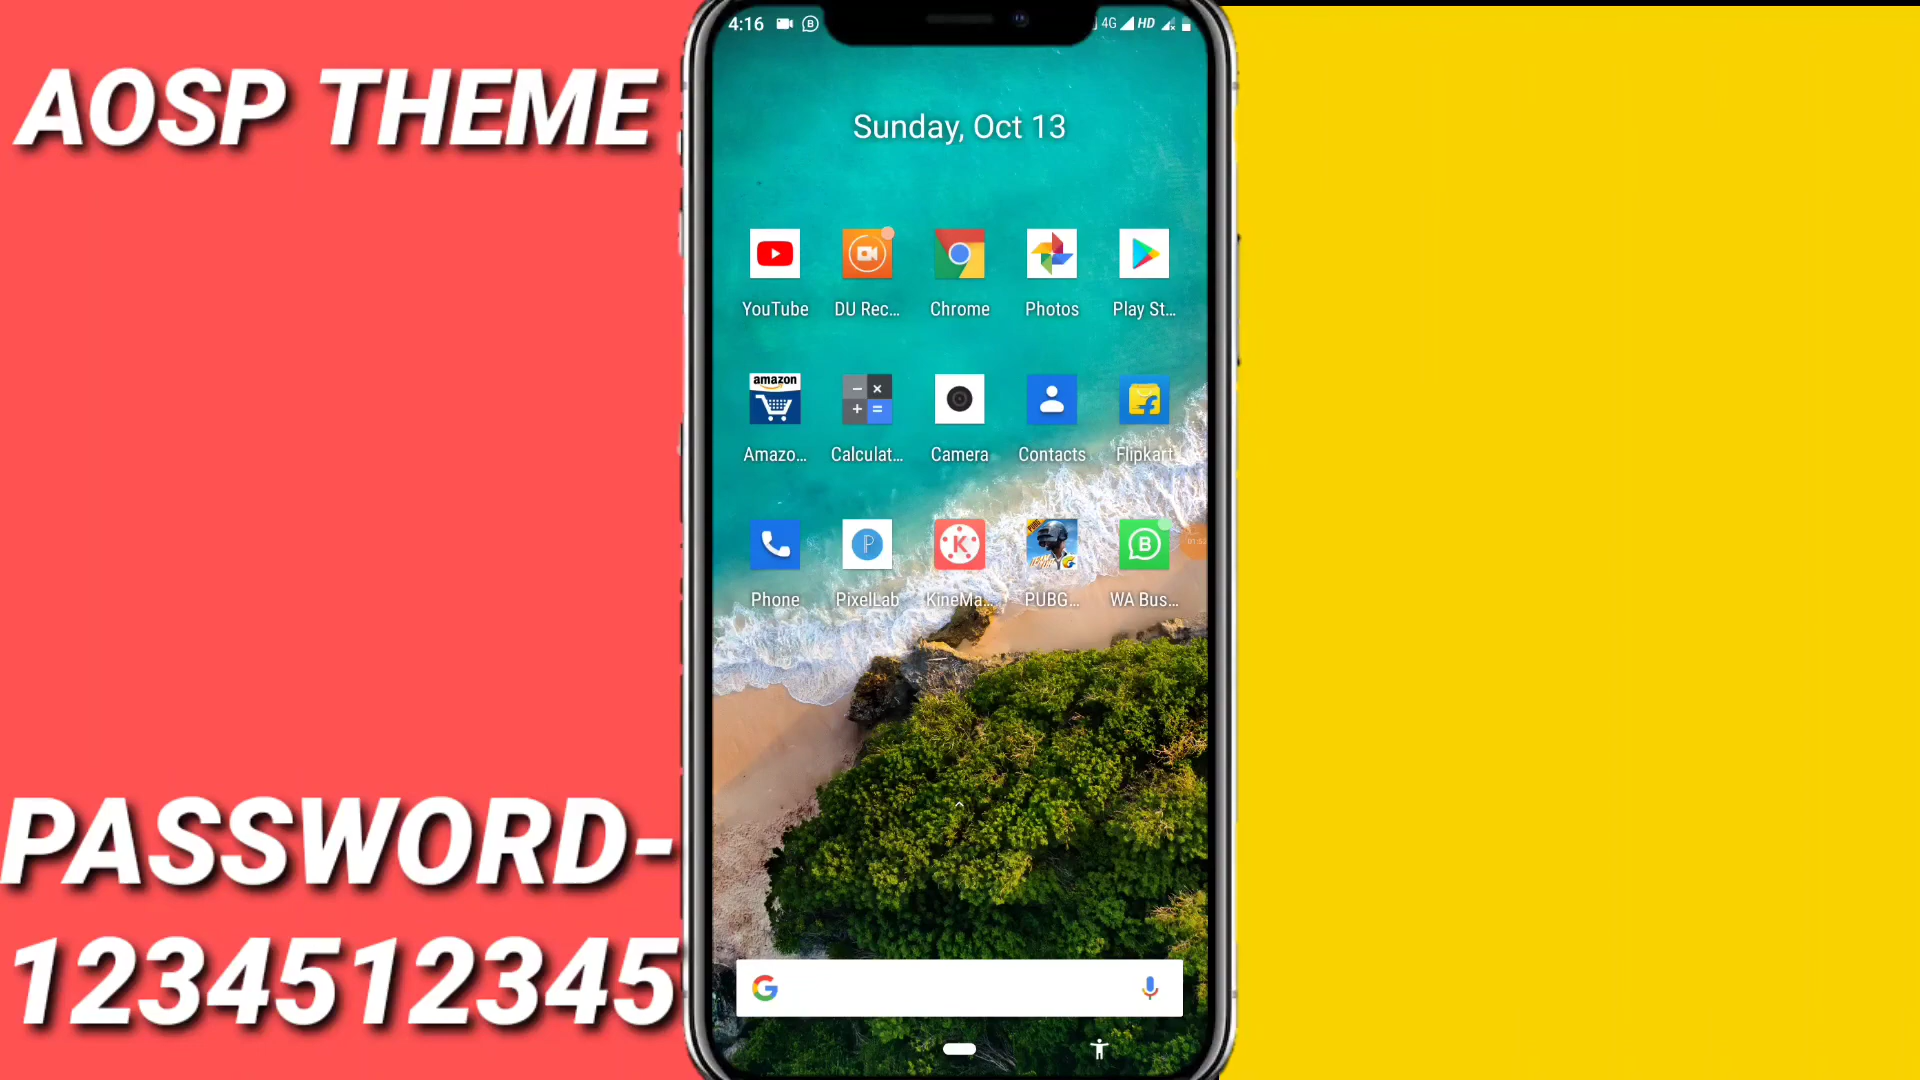 AOSP THEME
4:16
4G HD
Sunday, Oct 13
YouTube DU Rec... Chrome Photos Play St...
amazon
Amazo... Calculat... Camera Contacts Flipkart
Phone PixelLab KineMa... PUBG... WA Bus...
PASSWORD-
1234512345